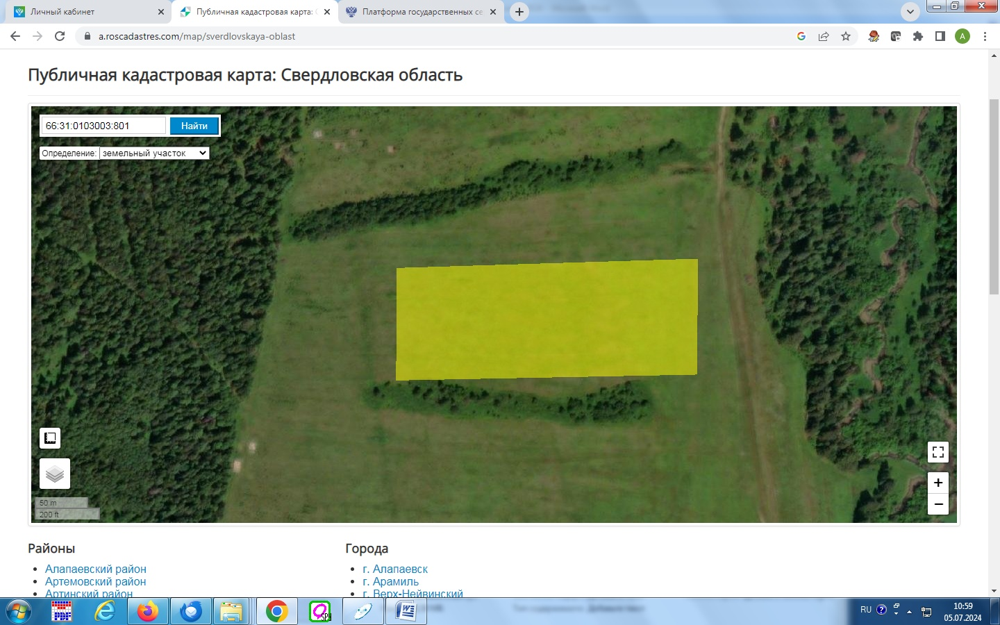 Личный кабинет
Публичная кадастровая карта: С
Платформа государственных се
a.roscadastres.com/map/sverdlovskaya-oblast
A
Публичная кадастровая карта: Свердловская область
66:31:0103003:801
Найти
Определение: земельный участок
50 m
200 ft
+
−
Районы
Города
• Алапаевский район
• г. Алапаевск
• Артемовский район
• г. Арамиль
• Артинский район
• г. Верх-Нейвинский
RU
10:59
05.07.2024